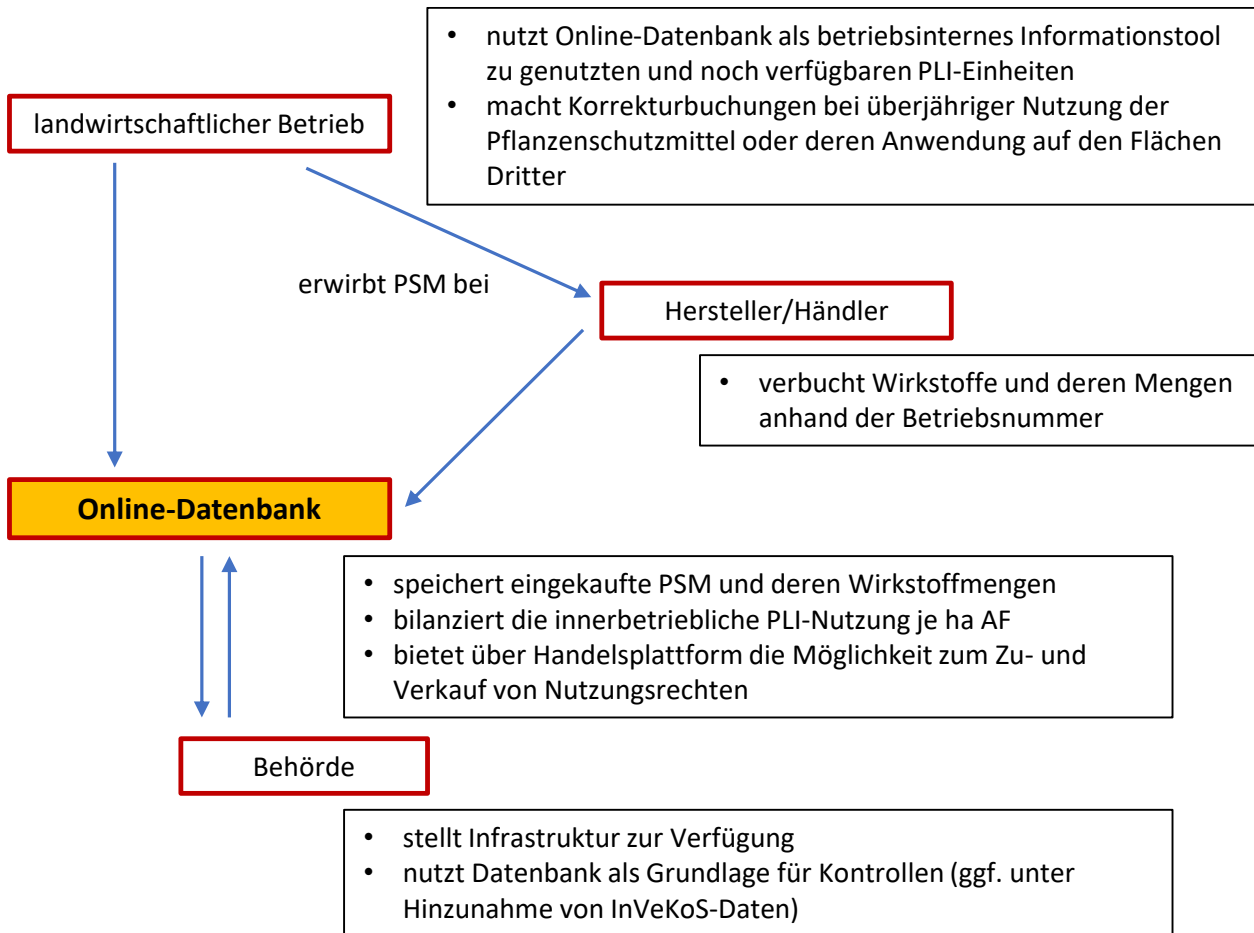 • nutzt Online-Datenbank als betriebsinternes Informationstool
zu genutzten und noch verfügbaren PLI-Einheiten
• macht Korrekturbuchungen bei überjähriger Nutzung der
Pflanzenschutzmittel oder deren Anwendung auf den Flächen
Dritter
landwirtschaftlicher Betrieb
erwirbt PSM bei
Hersteller/Händler
• verbucht Wirkstoffe und deren Mengen
anhand der Betriebsnummer
Online-Datenbank
• speichert eingekaufte PSM und deren Wirkstoffmengen
• bilanziert die innerbetriebliche PLI-Nutzung je ha AF
• bietet über Handelsplattform die Möglichkeit zum Zu- und
Verkauf von Nutzungsrechten
Behörde
• stellt Infrastruktur zur Verfügung
• nutzt Datenbank als Grundlage für Kontrollen (ggf. unter
Hinzunahme von InVeKoS-Daten)